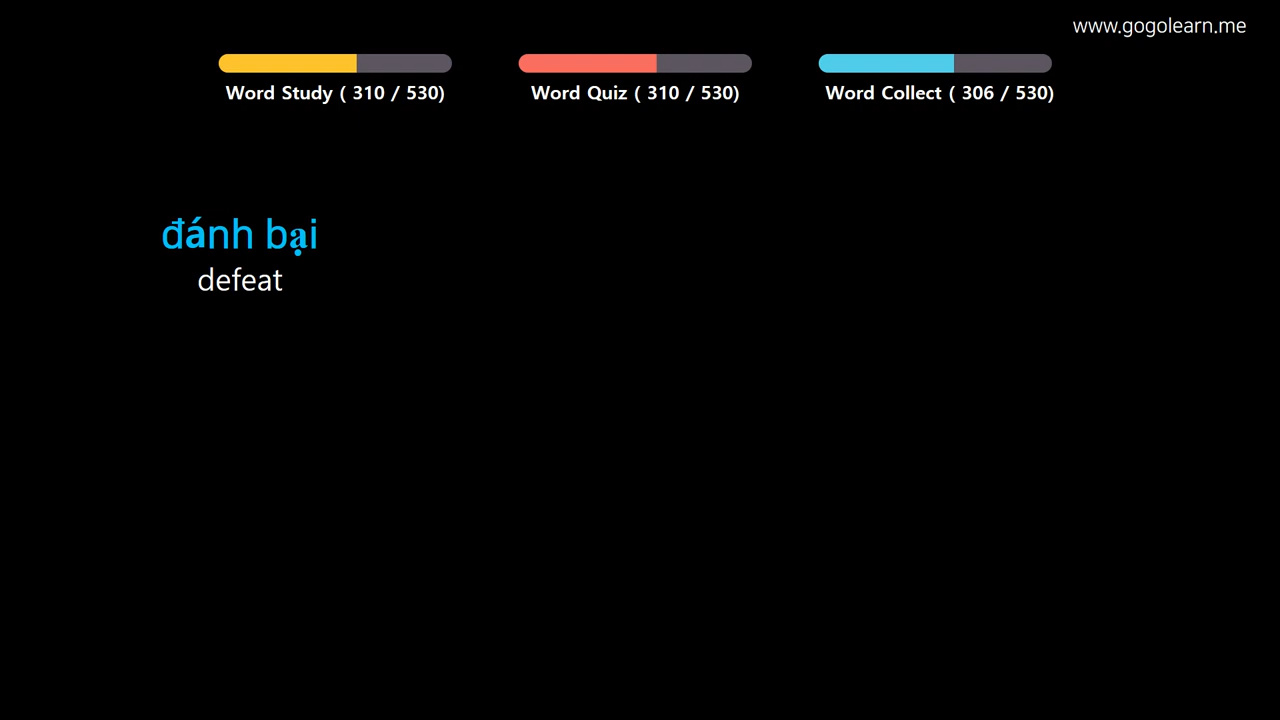 www.gogolearn.me
Word Study ( 310 / 530)
Word Quiz ( 310 / 530)
Word Collect ( 306 / 530)
đánh bại
defeat